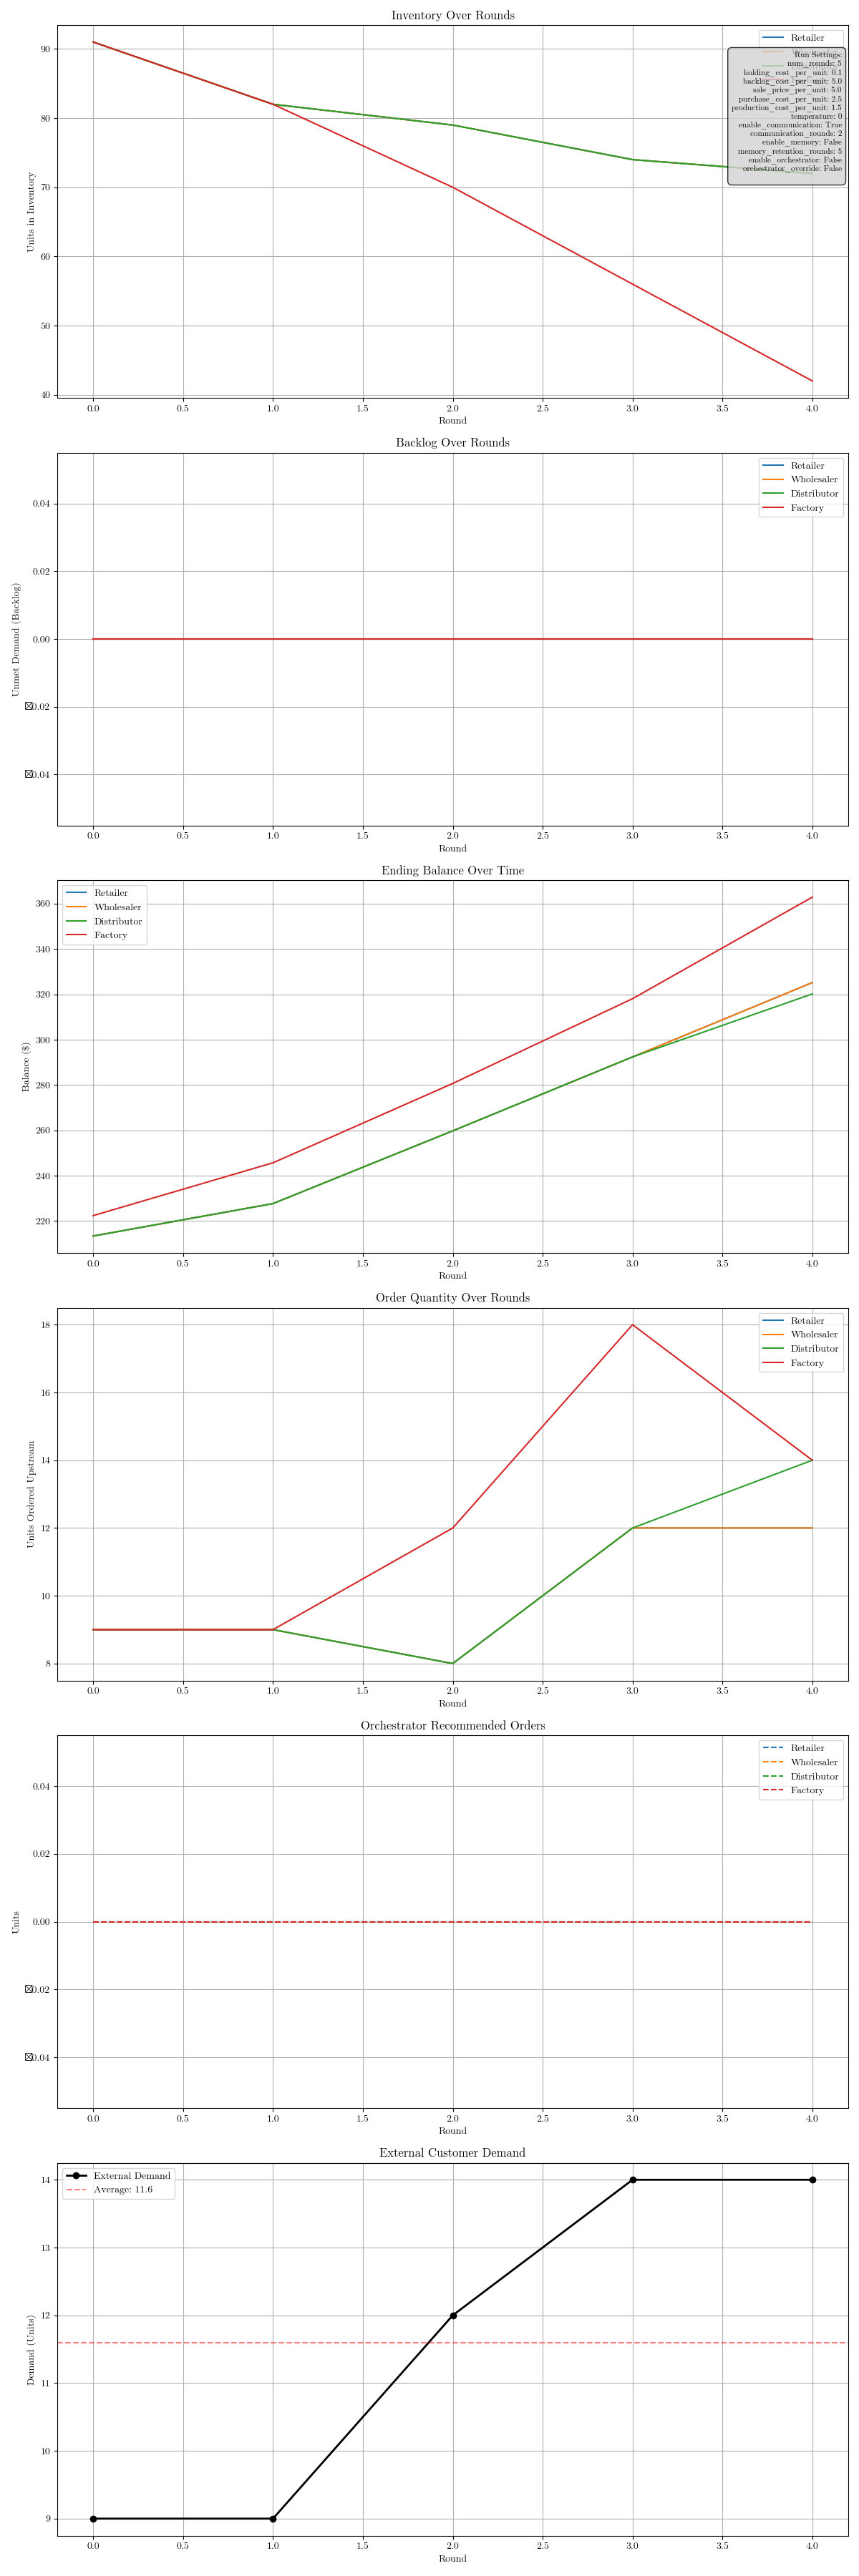 Inventory Over Rounds
Units in Inventory
90
80
70
60
50
40
Retailer
Run Settings:
num_rounds: 5
holding_cost_per_unit: 0.1
backlog_cost_per_unit: 5.0
sale_price_per_unit: 5.0
purchase_cost_per_unit: 2.5
production_cost_per_unit: 1.5
temperature: 0
enable_communication: True
communication_rounds: 2
enable_memory: False
memory_retention_rounds: 5
enable_orchestrator: False
orchestrator_override: False
0.0 0.5 1.0 1.5 2.0 2.5 3.0 3.5 4.0
Round
Backlog Over Rounds
Unmet Demand (Backlog)
0.04
0.02
0.00
0.02
0.04
Retailer
Wholesaler
Distributor
Factory
0.0 0.5 1.0 1.5 2.0 2.5 3.0 3.5 4.0
Round
Ending Balance Over Time
Balance ($)
360
340
320
300
280
260
240
220
Retailer
Wholesaler
Distributor
Factory
0.0 0.5 1.0 1.5 2.0 2.5 3.0 3.5 4.0
Round
Order Quantity Over Rounds
Units Ordered Upstream
18
16
14
12
10
8
Retailer
Wholesaler
Distributor
Factory
0.0 0.5 1.0 1.5 2.0 2.5 3.0 3.5 4.0
Round
Orchestrator Recommended Orders
Units
0.04
0.02
0.00
0.02
0.04
Retailer
Wholesaler
Distributor
Factory
0.0 0.5 1.0 1.5 2.0 2.5 3.0 3.5 4.0
Round
External Customer Demand
Demand (Units)
14
13
12
11
10
9
External Demand
Average: 11.6
0.0 0.5 1.0 1.5 2.0 2.5 3.0 3.5 4.0
Round